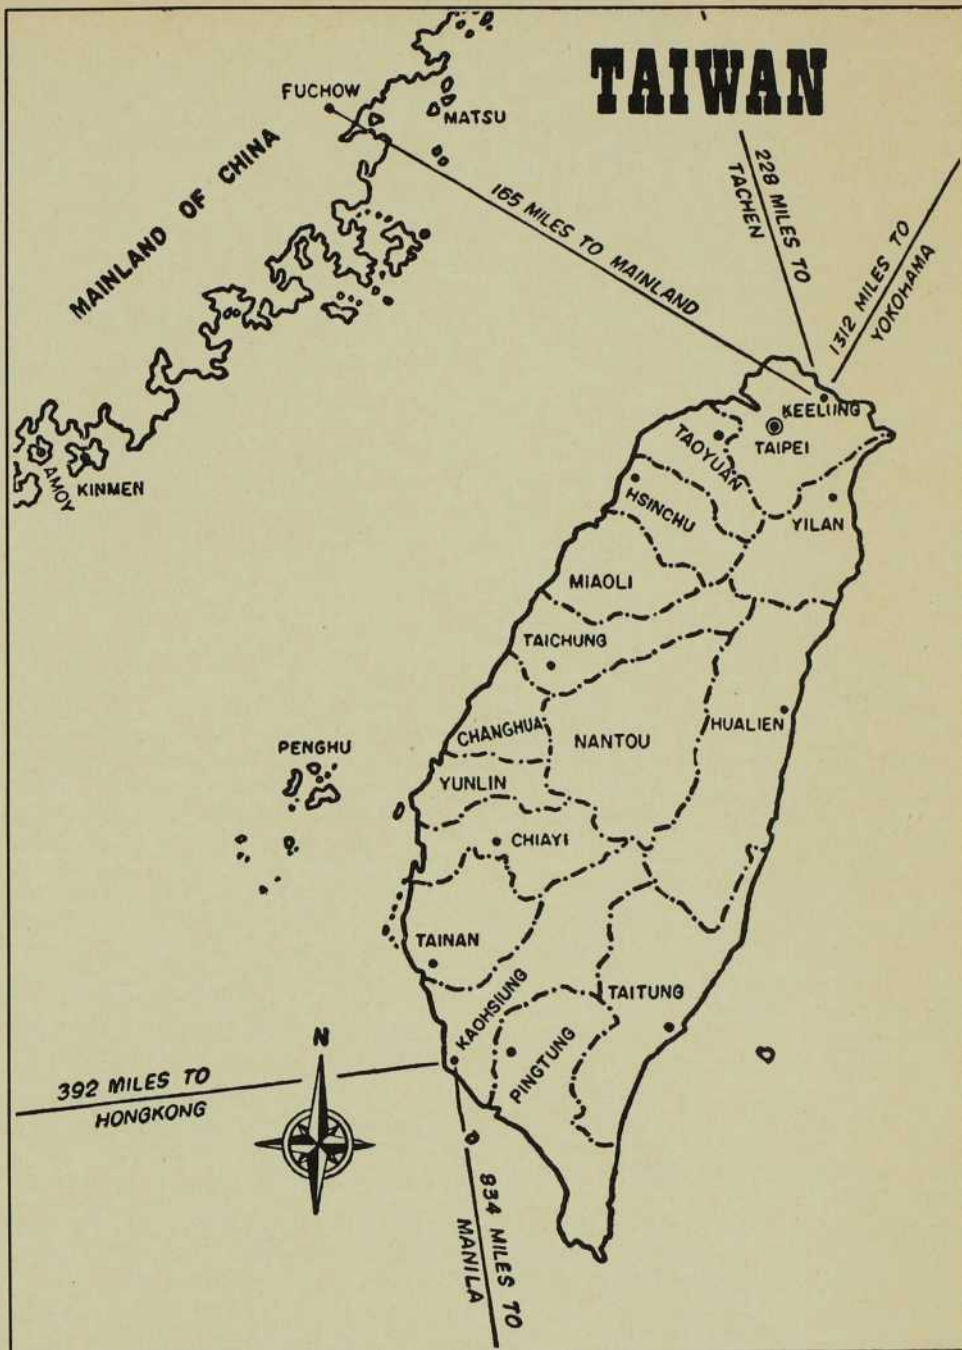 TAIWAN
FUCHOW
MATSU
MAINLAND OF CHINA
165 MILES TO MAINLAND
228 MILES TO
TACHEN
1312 MILES TO
YOKOHAMA
KEELUNG
TAIPEI
TAOYUAN
AMOY
KINMEN
HSINCHU
YILAN
MIAOLI
TAICHUNG
CHANGHUA
NANTOU
HUALIEN
PENGHU
YUNLIN
CHIAYI
TAINAN
KAOHSIUNG
TAITUNG
PINGTUNG
N
392 MILES TO
HONGKONG
834 MILES TO
MANILA